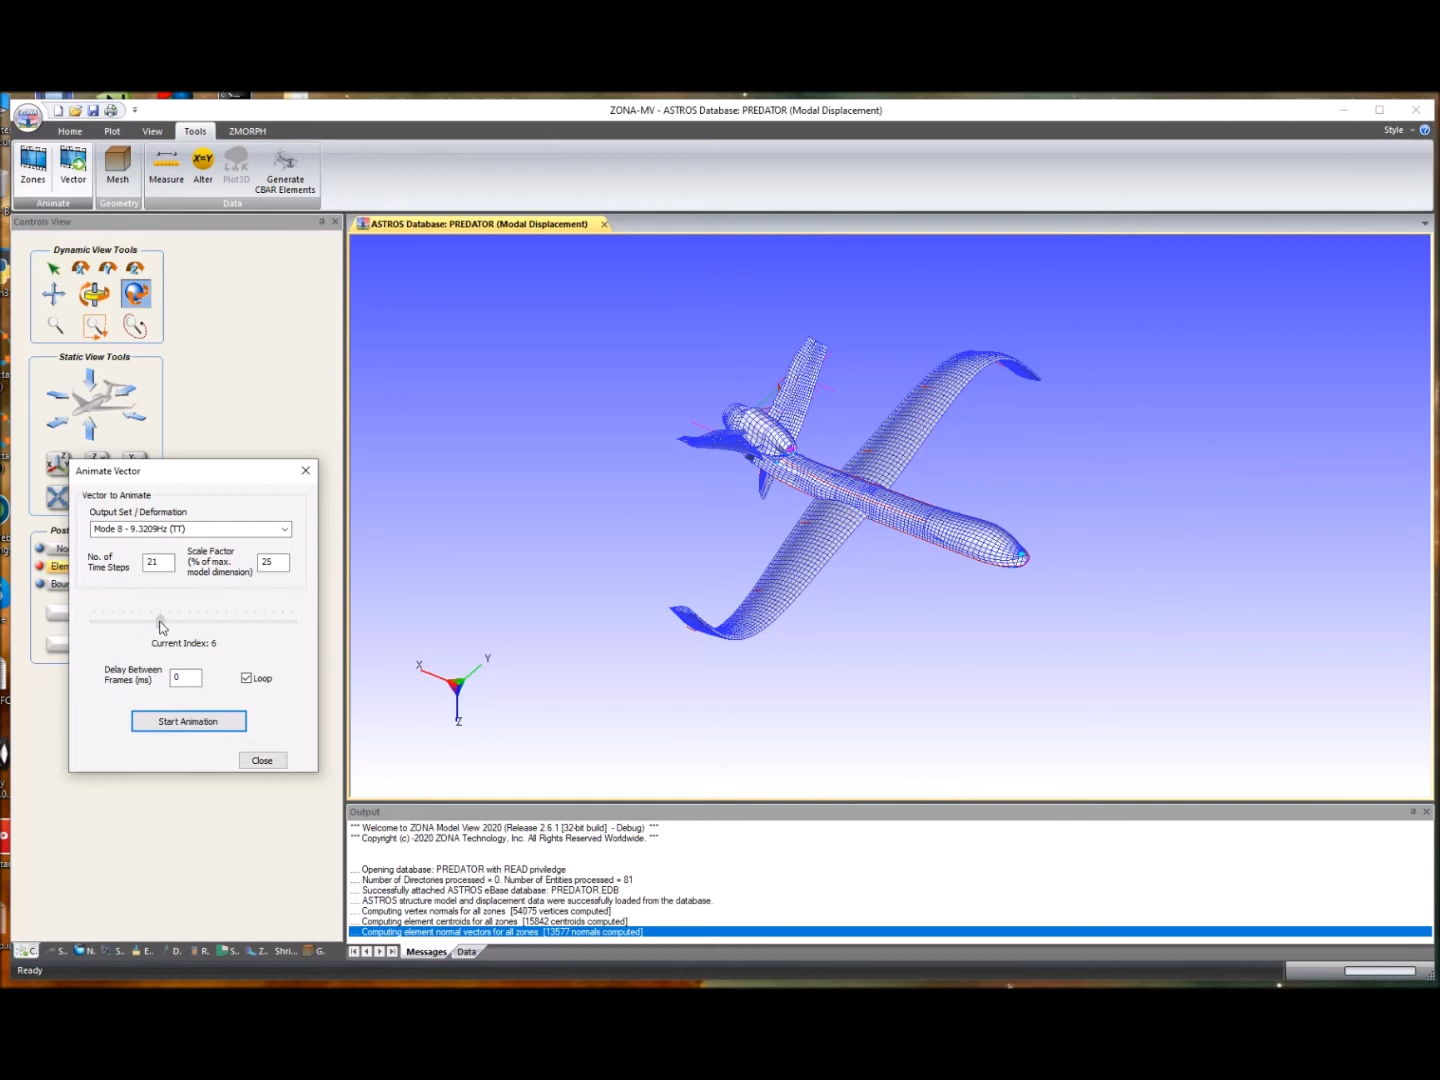 ZONA-MV - ASTROS Database: PREDATOR (Modal Displacement)
Home Plot View Tools ZMORPH
Style
Zones Vector Mesh Measure Alter Plot3D Generate CBAR Elements
X=Y
Animate Geometry Data
Controls View
ASTROS Database: PREDATOR (Modal Displacement)
Dynamic View Tools
Static View Tools
Post
No
Elem
Boun
Animate Vector
Vector to Animate
Output Set / Deformation
Mode 8 - 9.3209Hz (TT)
No. of Time Steps
21
Scale Factor (% of max. model dimension)
25
Current Index: 6
Delay Between Frames (ms)
0
Loop
Start Animation
Close
X Y
Z
Output
*** Welcome to ZONA Model View 2020 (Release 2.6.1 [32-bit build] - Debug) ***
*** Copyright (c) -2020 ZONA Technology, Inc. All Rights Reserved Worldwide. ***
.... Opening database: PREDATOR with READ priviledge
.... Number of Directories processed = 0. Number of Entities processed = 81
.... Successfully attached ASTROS eBase database: PREDATOR.EDB
.... ASTROS structure model and displacement data were successfully loaded from the database.
.... Computing vertex normals for all zones [54075 vertices computed]
.... Computing element centroids for all zones [15842 centroids computed]
.... Computing element normal vectors for all zones [13577 normals computed]
C. S.. N. S.. E.. D. R. S.. Z.. Shri... G.
Messages Data
Ready